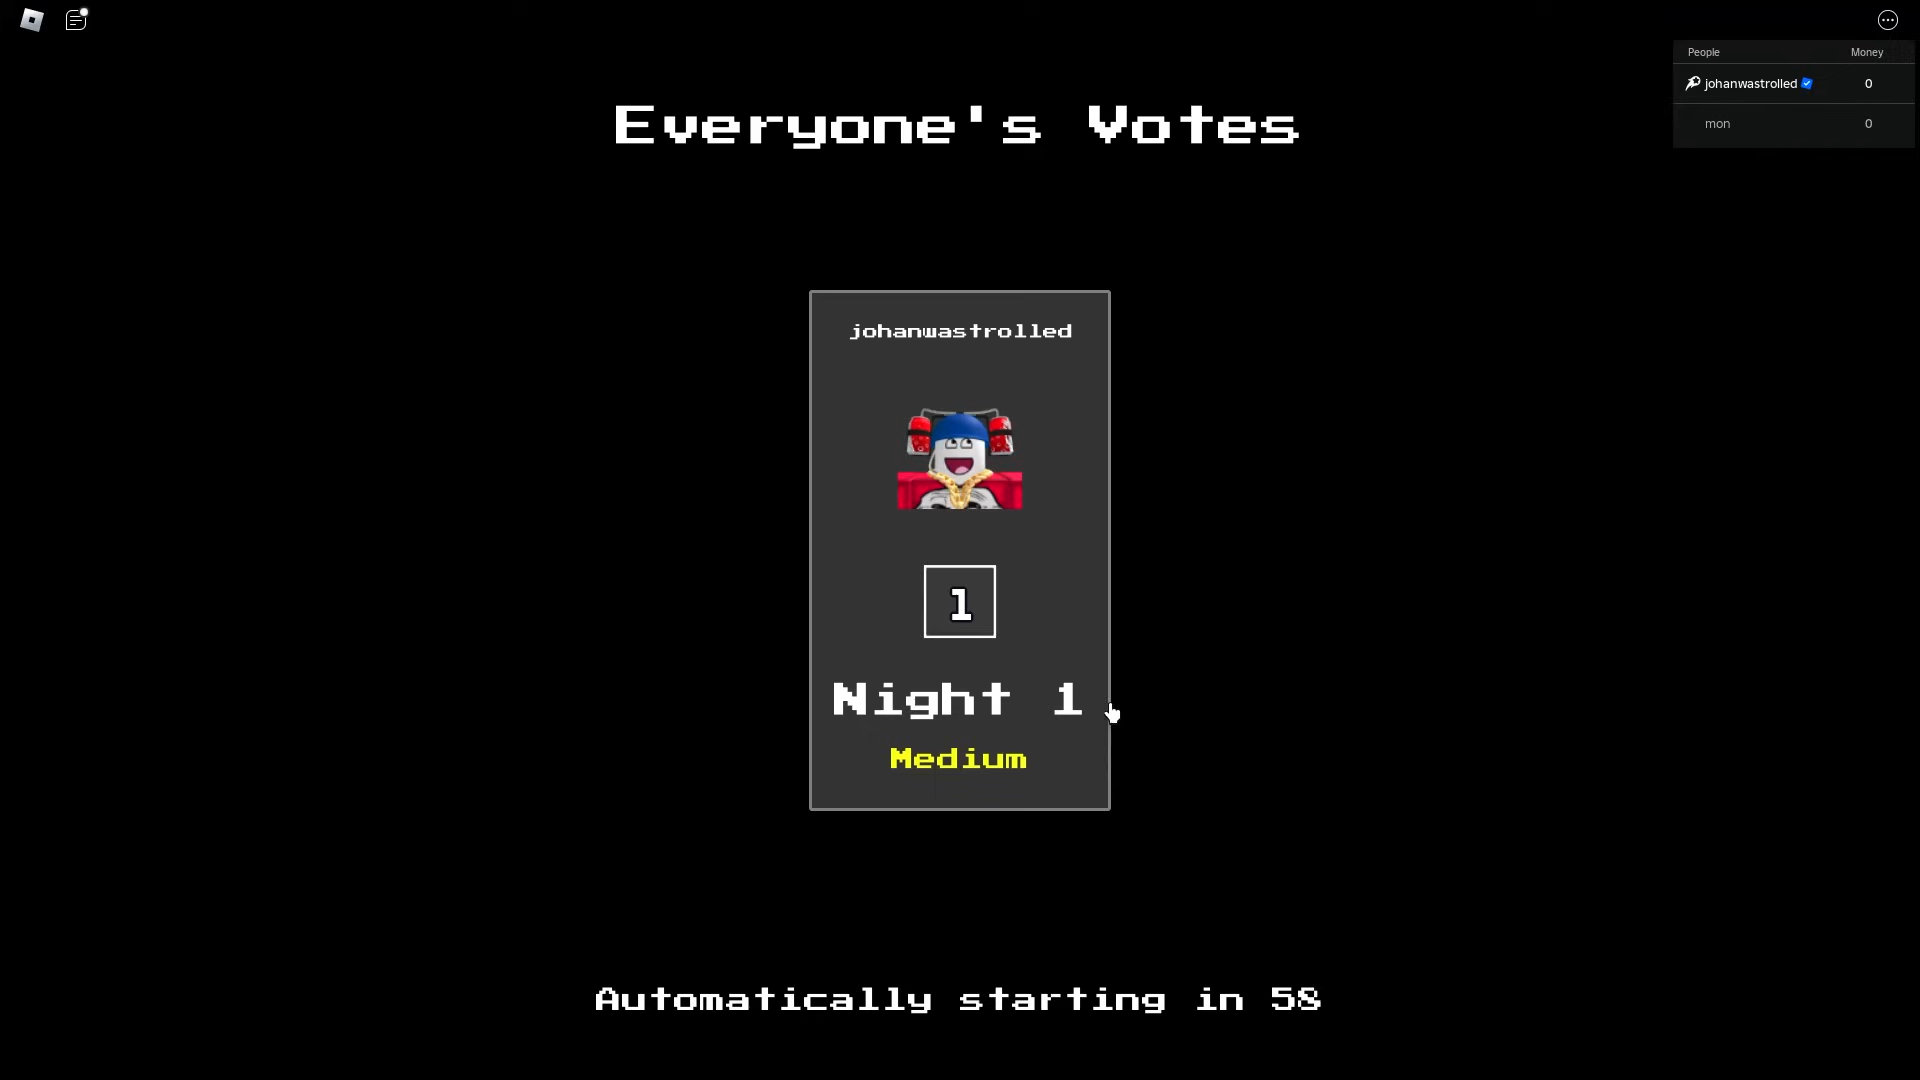 People Money
johanwastrolled 0
mon 0
Everyone's Votes
johanwastrolled
1
Night 1
Medium
Automatically starting in 58